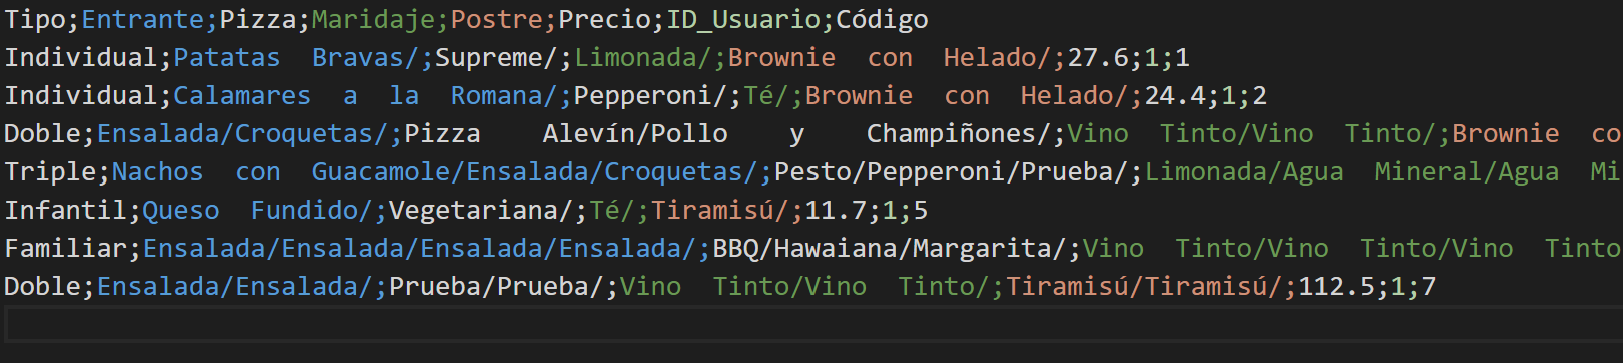 Tipo;Entrante;Pizza;Maridaje;Postre;Precio;ID_Usuario;Código
Individual;Patatas  Bravas/;Supreme/;Limonada/;Brownie  con  Helado/;27.6;1;1
Individual;Calamares  a  la  Romana/;Pepperoni/;Té/;Brownie  con  Helado/;24.4;1;2
Doble;Ensalada/Croquetas/;Pizza    Alevín/Pollo    y    Champiñones/;Vino  Tinto/Vino  Tinto/;Brownie  co
Triple;Nachos  con  Guacamole/Ensalada/Croquetas/;Pesto/Pepperoni/Prueba/;Limonada/Agua  Mineral/Agua  Mi
Infantil;Queso  Fundido/;Vegetariana/;Té/;Tiramisú/;11.7;1;5
Familiar;Ensalada/Ensalada/Ensalada/Ensalada/;BBQ/Hawaiana/Margarita/;Vino  Tinto/Vino  Tinto/Vino  Tinto
Doble;Ensalada/Ensalada/;Prueba/Prueba/;Vino  Tinto/Vino  Tinto/;Tiramisú/Tiramisú/;112.5;1;7